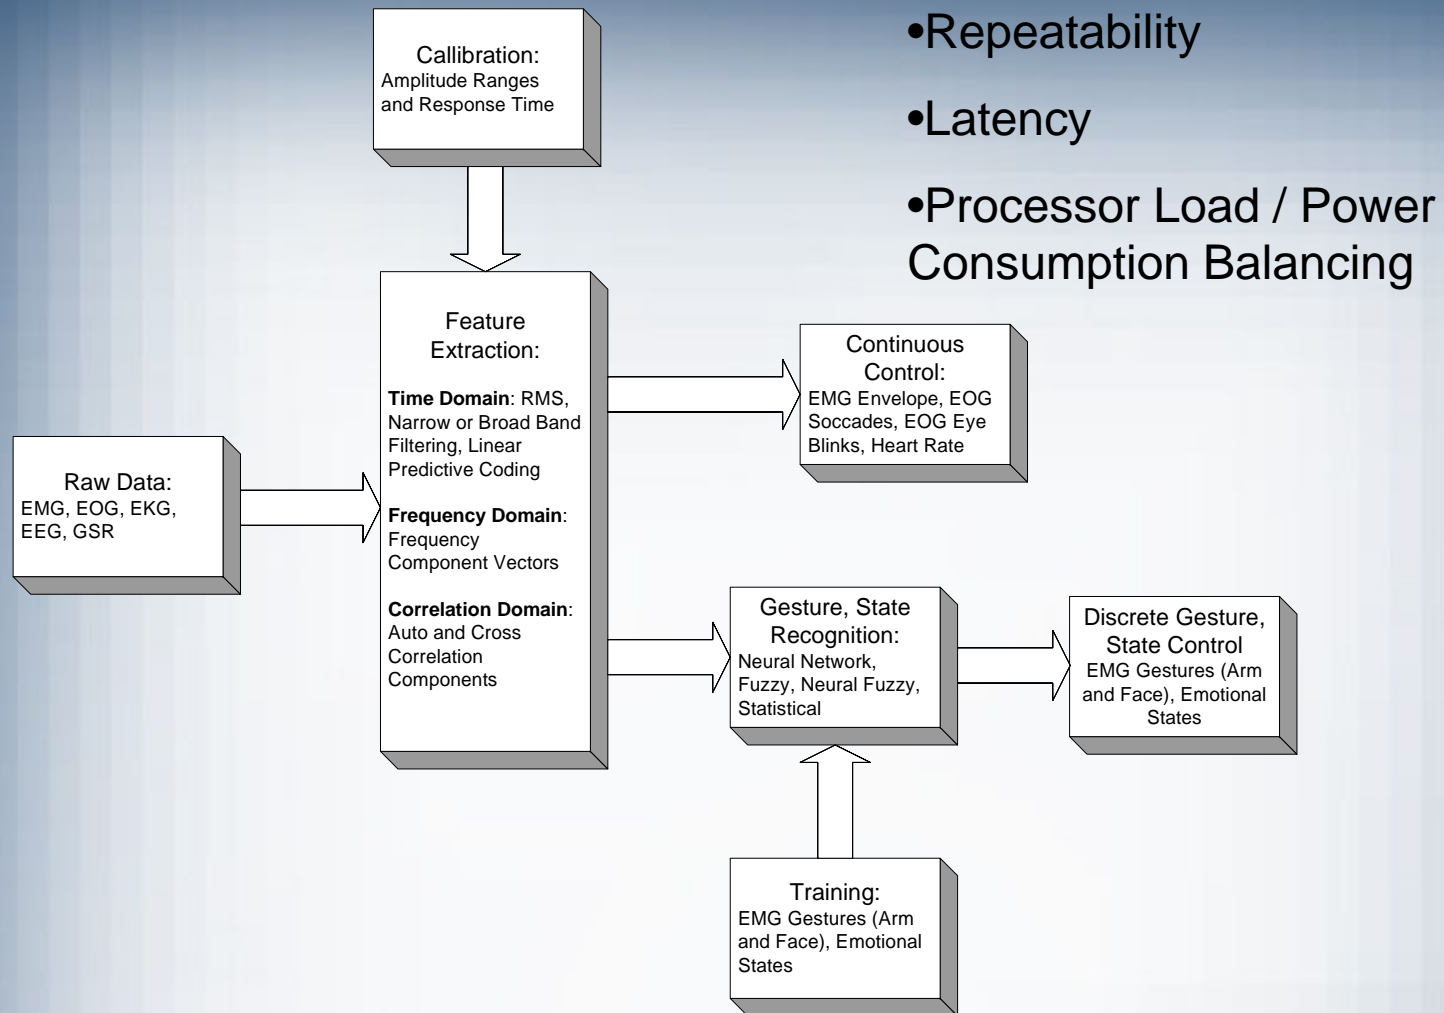 •Repeatability
•Latency
•Processor Load / Power
Consumption Balancing
Callibration:
Amplitude Ranges
and Response Time
Feature
Extraction:
Time Domain: RMS,
Narrow or Broad Band
Filtering, Linear
Predictive Coding
Frequency Domain:
Frequency
Component Vectors
Correlation Domain:
Auto and Cross
Correlation
Components
Raw Data:
EMG, EOG, EKG,
EEG, GSR
Continuous
Control:
EMG Envelope, EOG
Soccades, EOG Eye
Blinks, Heart Rate
Gesture, State
Recognition:
Neural Network,
Fuzzy, Neural Fuzzy,
Statistical
Discrete Gesture,
State Control
EMG Gestures (Arm
and Face), Emotional
States
Training:
EMG Gestures (Arm
and Face), Emotional
States